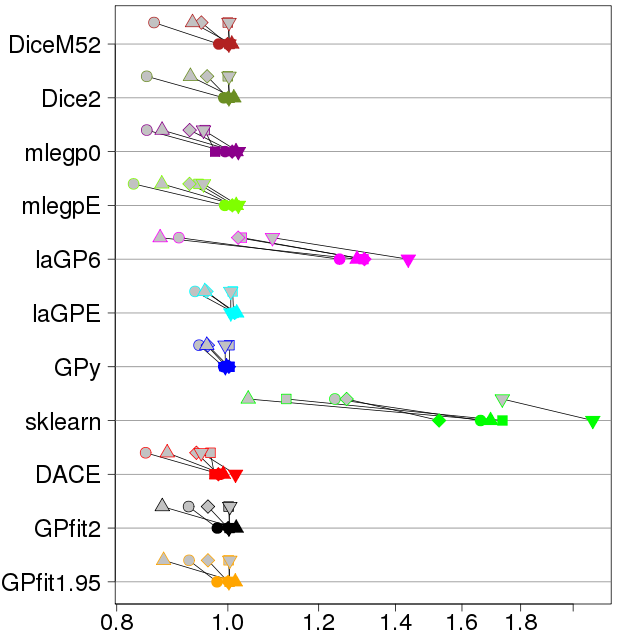 DiceM52
Dice2
mlegp0
mlegpE
laGP6
laGPE
GPy
sklearn
DACE
GPfit2
GPfit1.95
0.8 1.0 1.2 1.4 1.6 1.8